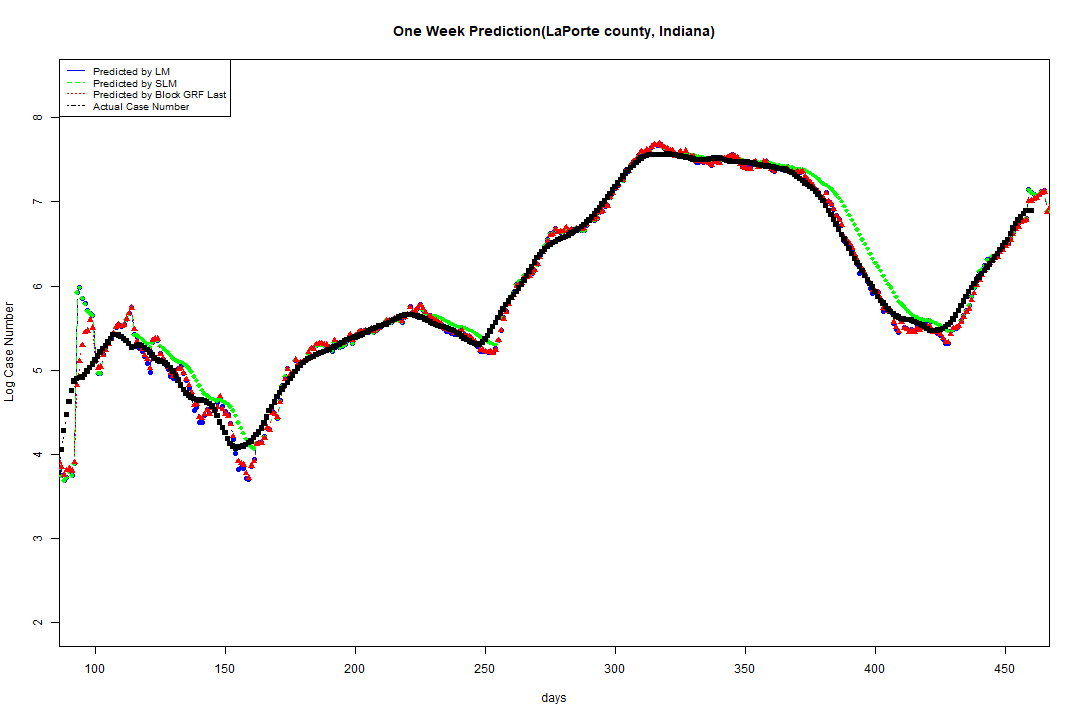 One Week Prediction(LaPorte county, Indiana)
Predicted by LM
Predicted by SLM
Predicted by Block GRF Last
Actual Case Number
8
7
6
5
4
3
2
Log Case Number
100 150 200 250 300 350 400 450
days